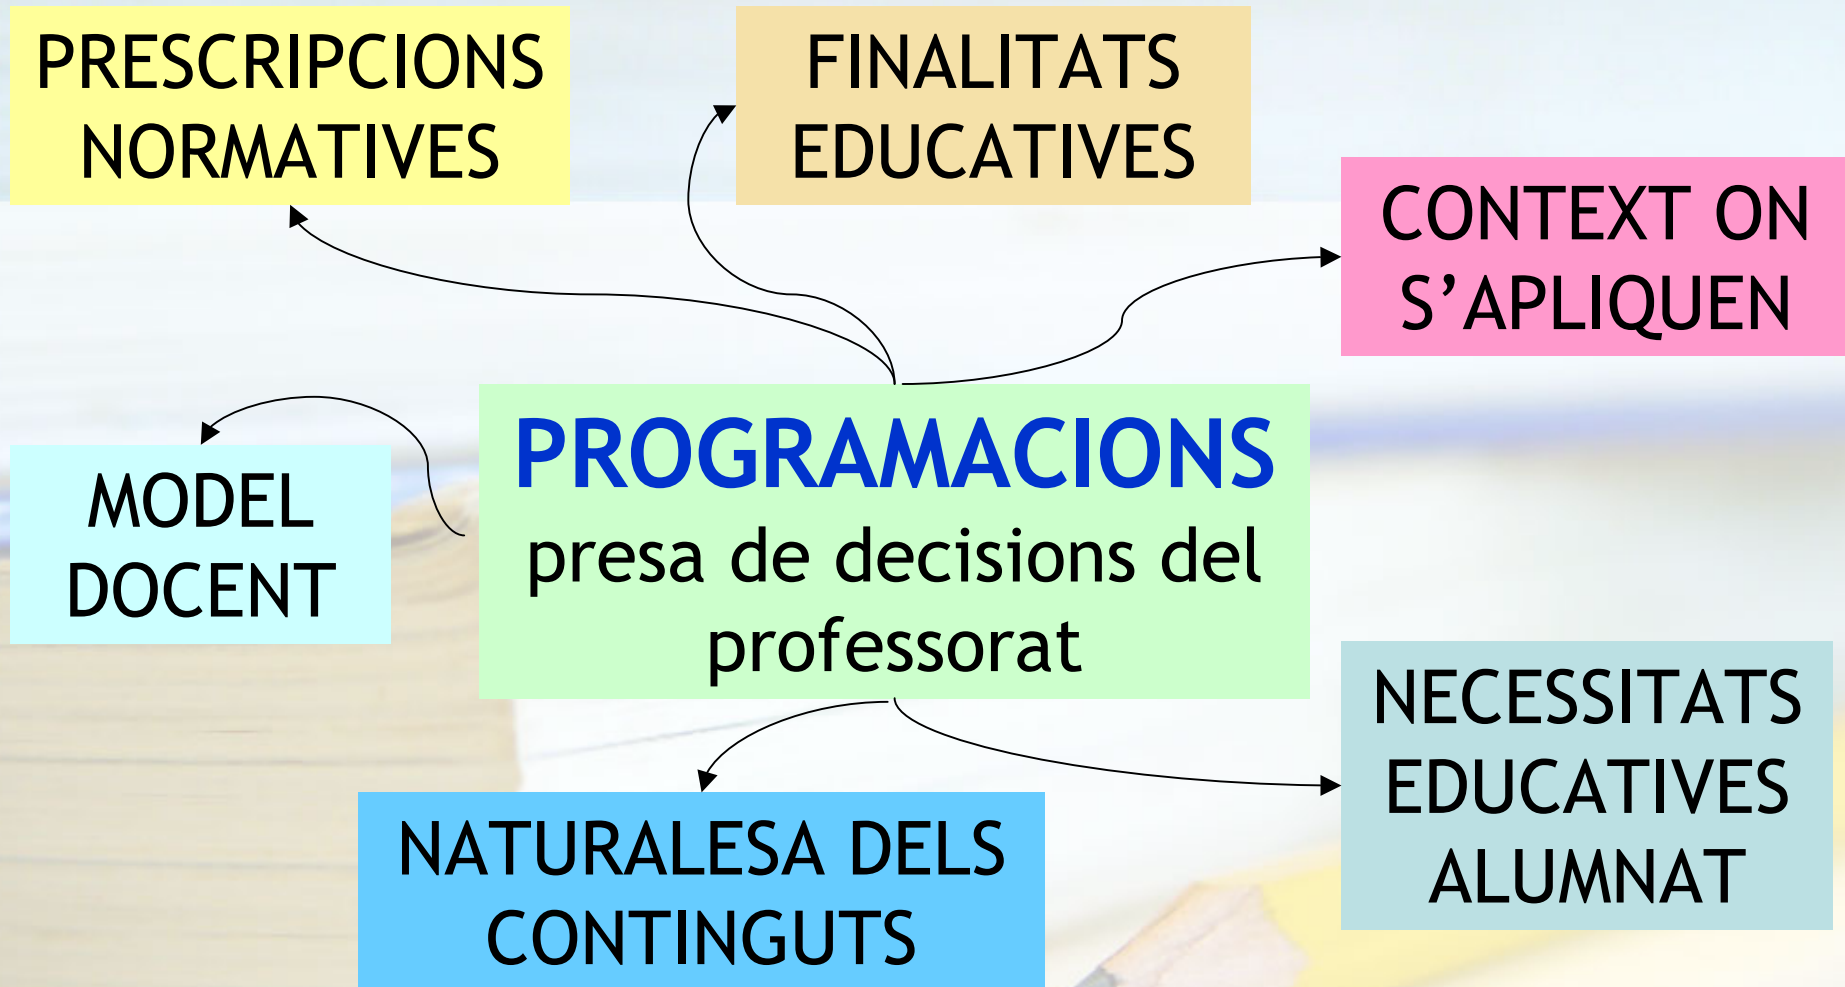 PRESCRIPCIONS
NORMATIVES
FINALITATS
EDUCATIVES
CONTEXT ON
S’APLIQUEN
PROGRAMACIONS
presa de decisions del
professorat
MODEL
DOCENT
NECESSITATS
EDUCATIVES
ALUMNAT
NATURALESA DELS
CONTINGUTS